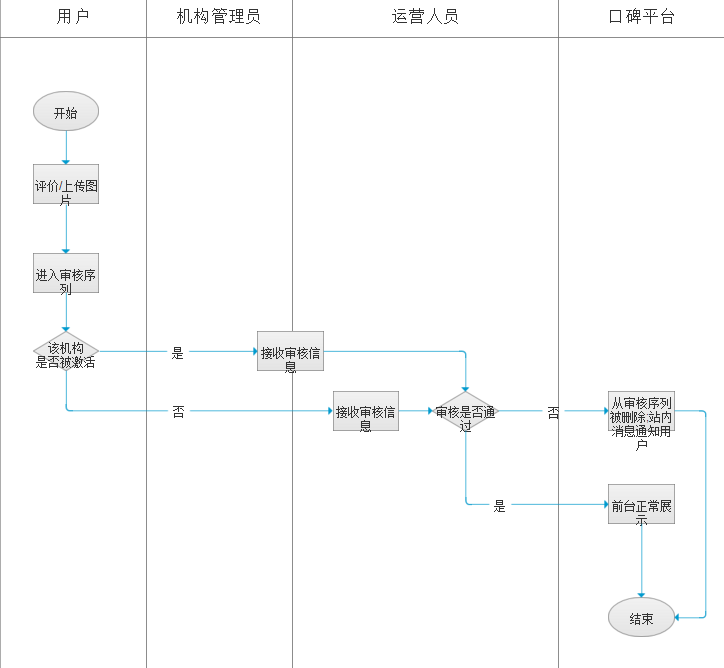 用户
机构管理员
运营人员
口碑平台
开始
评价/上传图
片
进入审核序
列
该机构
是否被激活
是
接收审核信
息
否
接收审核信
息
审核是否通
过
否
从审核序列
被删除;站内
消息通知用
户
是
前台正常展
示
结束